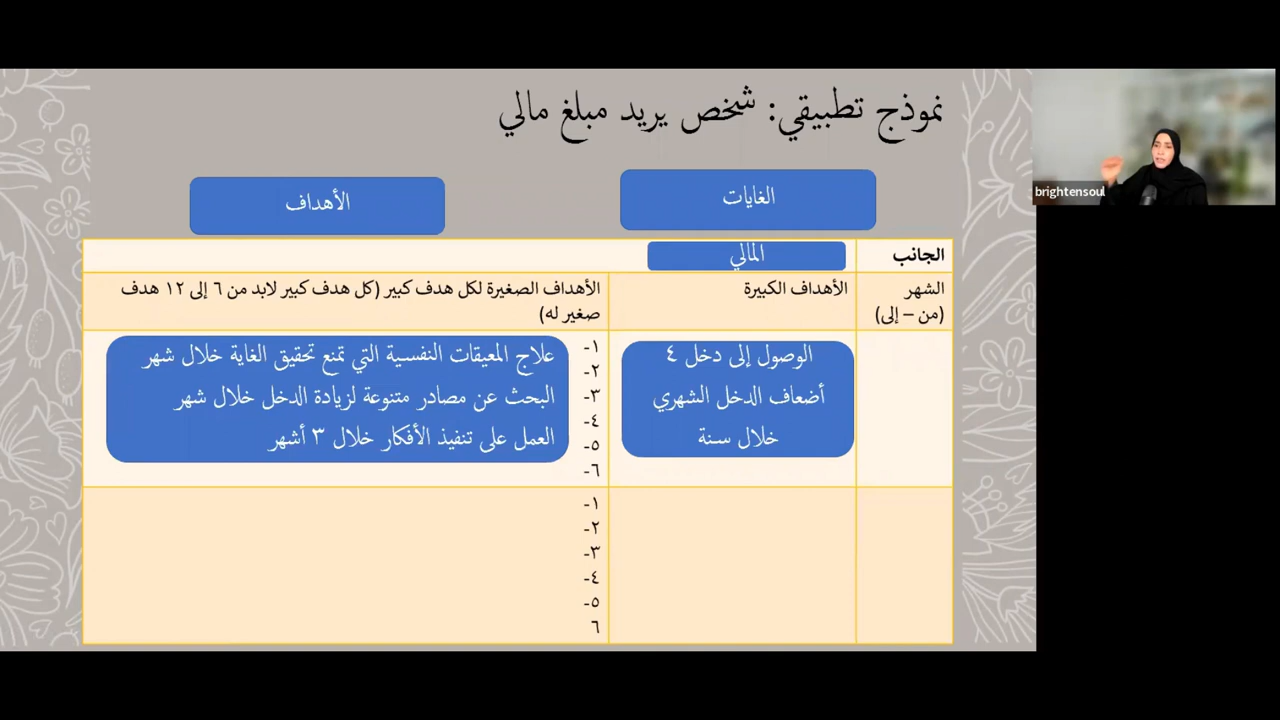 نموذج تطبيقي: شخص يريد مبلغ مالي
brightensoul
الغايات
الأهداف
الجانب
المالي
الشهر
(من – إلى)
الأهداف الكبيرة
الأهداف الصغيرة لكل هدف كبير (كل هدف كبير لابد من ٦ إلى ١٢ هدف
صغير له)
الوصول إلى دخل ٤
أضعاف الدخل الشهري
خلال سنة
١-
٢-
٣-
٤-
٥-
٦-
علاج المعيقات النفسية التي تمنع تحقيق الغاية خلال شهر
البحث عن مصادر متنوعة لزيادة الدخل خلال شهر
العمل على تنفيذ الأفكار خلال ٣ أشهر
١-
٢-
٣-
٤-
٥-
٦